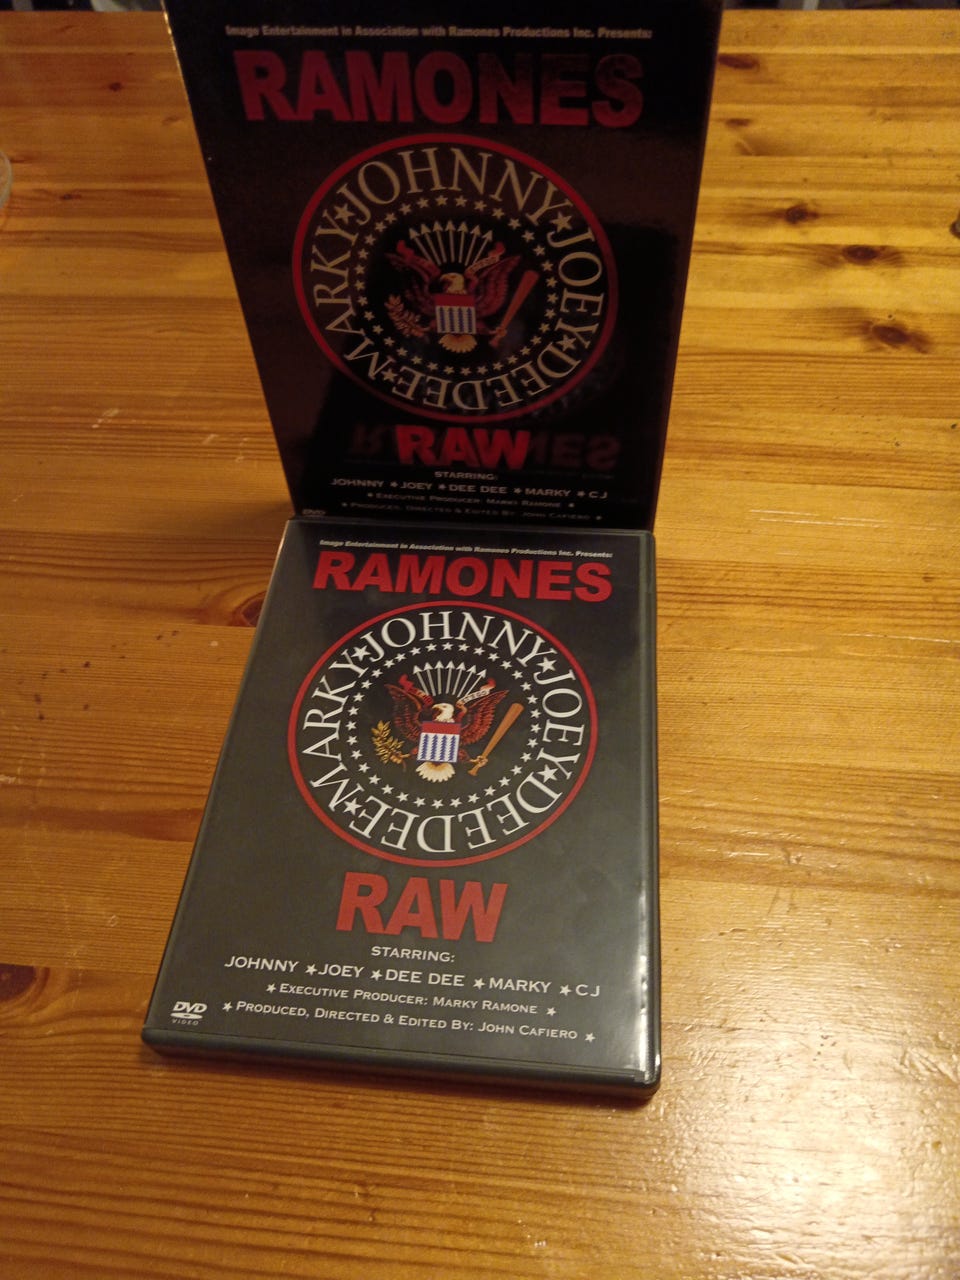 Image Entertainment in Association with Ramones Productions Inc. Presents:
RAMONES
JOHNNY ★ JOEY ★ DEE DEE ★ MARKY ★
RAW
STARRING:
JOHNNY ★ JOEY ★ DEE DEE ★ MARKY ★ CJ
★ EXECUTIVE PRODUCER: MARKY RAMONE ★
★ PRODUCED, DIRECTED & EDITED BY: JOHN CAFIERO ★
DVD
Image Entertainment in Association with Ramones Productions Inc. Presents:
RAMONES
JOHNNY ★ JOEY ★ DEE DEE ★ MARKY ★
RAW
STARRING:
JOHNNY ★ JOEY ★ DEE DEE ★ MARKY ★ CJ
★ EXECUTIVE PRODUCER: MARKY RAMONE ★
★ PRODUCED, DIRECTED & EDITED BY: JOHN CAFIERO ★
DVD
VIDEO